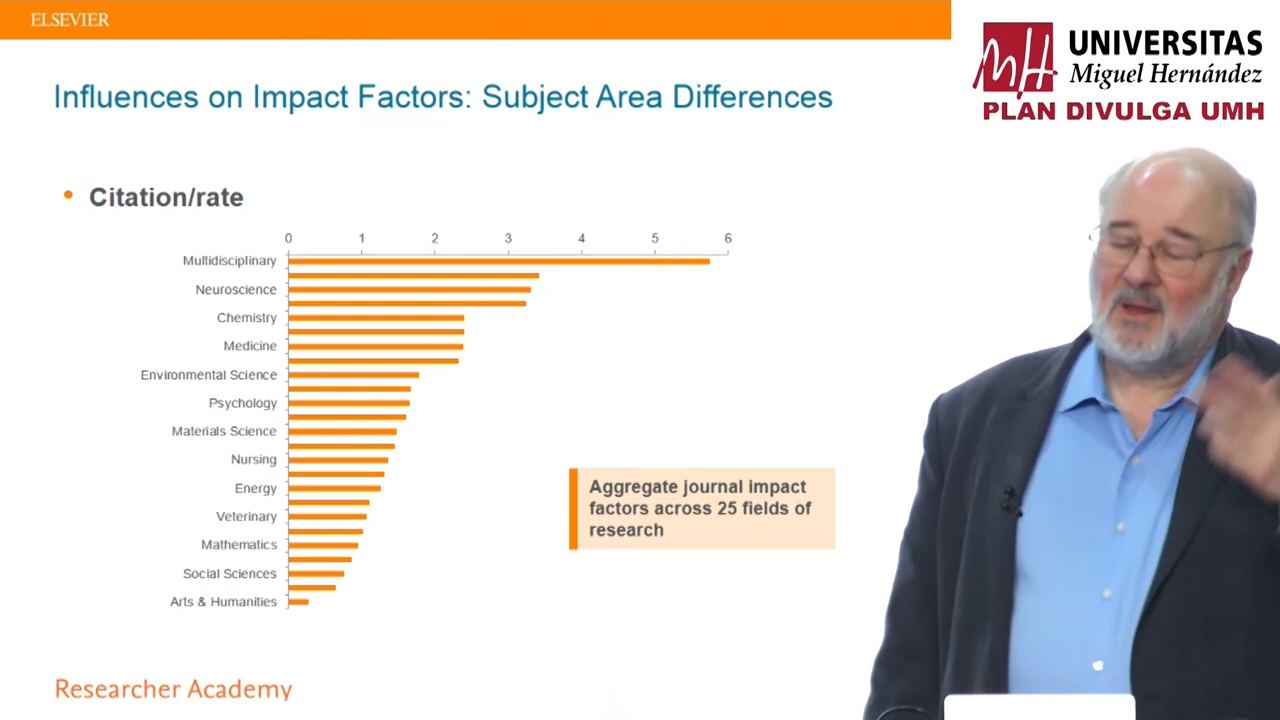 ELSEVIER
UNIVERSITAS
Miguel Hernández
PLAN DIVULGA UMH
Influences on Impact Factors: Subject Area Differences
• Citation/rate
0 1 2 3 4 5 6
Multidisciplinary
Neuroscience
Chemistry
Medicine
Environmental Science
Psychology
Materials Science
Nursing
Energy
Veterinary
Mathematics
Social Sciences
Arts & Humanities
Aggregate journal impact
factors across 25 fields of
research
Researcher Academy